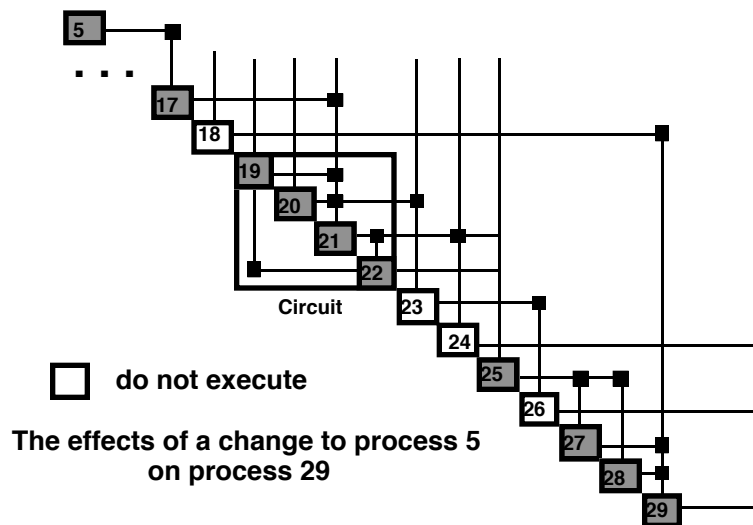 5
. . .
17
18
19
20
21
22
Circuit
23
24
25
do not execute
26
The effects of a change to process 5
27
on process 29
28
29